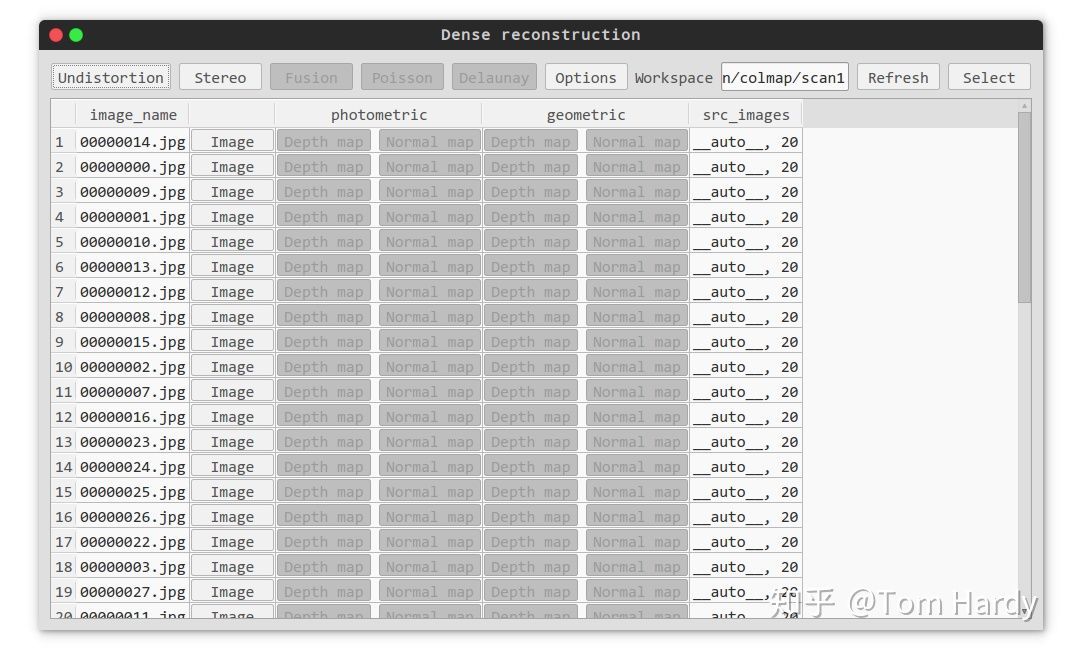 Dense reconstruction
Undistortion Stereo Fusion Poisson Delaunay Options Workspace n/colmap/scan1 Refresh Select
image_name photometric geometric src_images
1 00000014.jpg Image Depth map Normal map Depth map Normal map __auto__, 20
2 00000000.jpg Image Depth map Normal map Depth map Normal map __auto__, 20
3 00000009.jpg Image Depth map Normal map Depth map Normal map __auto__, 20
4 00000001.jpg Image Depth map Normal map Depth map Normal map __auto__, 20
5 00000010.jpg Image Depth map Normal map Depth map Normal map __auto__, 20
6 00000013.jpg Image Depth map Normal map Depth map Normal map __auto__, 20
7 00000012.jpg Image Depth map Normal map Depth map Normal map __auto__, 20
8 00000008.jpg Image Depth map Normal map Depth map Normal map __auto__, 20
9 00000015.jpg Image Depth map Normal map Depth map Normal map __auto__, 20
10 00000002.jpg Image Depth map Normal map Depth map Normal map __auto__, 20
11 00000007.jpg Image Depth map Normal map Depth map Normal map __auto__, 20
12 00000016.jpg Image Depth map Normal map Depth map Normal map __auto__, 20
13 00000023.jpg Image Depth map Normal map Depth map Normal map __auto__, 20
14 00000024.jpg Image Depth map Normal map Depth map Normal map __auto__, 20
15 00000025.jpg Image Depth map Normal map Depth map Normal map __auto__, 20
16 00000026.jpg Image Depth map Normal map Depth map Normal map __auto__, 20
17 00000022.jpg Image Depth map Normal map Depth map Normal map __auto__, 20
18 00000003.jpg Image Depth map Normal map Depth map Normal map __auto__, 20
19 00000027.jpg Image Depth map Normal map Depth map Normal map __auto__, 20
20 00000011.jpg Image Depth map Normal map Depth map Normal map __auto__, 20
知乎 @Tom Hardy